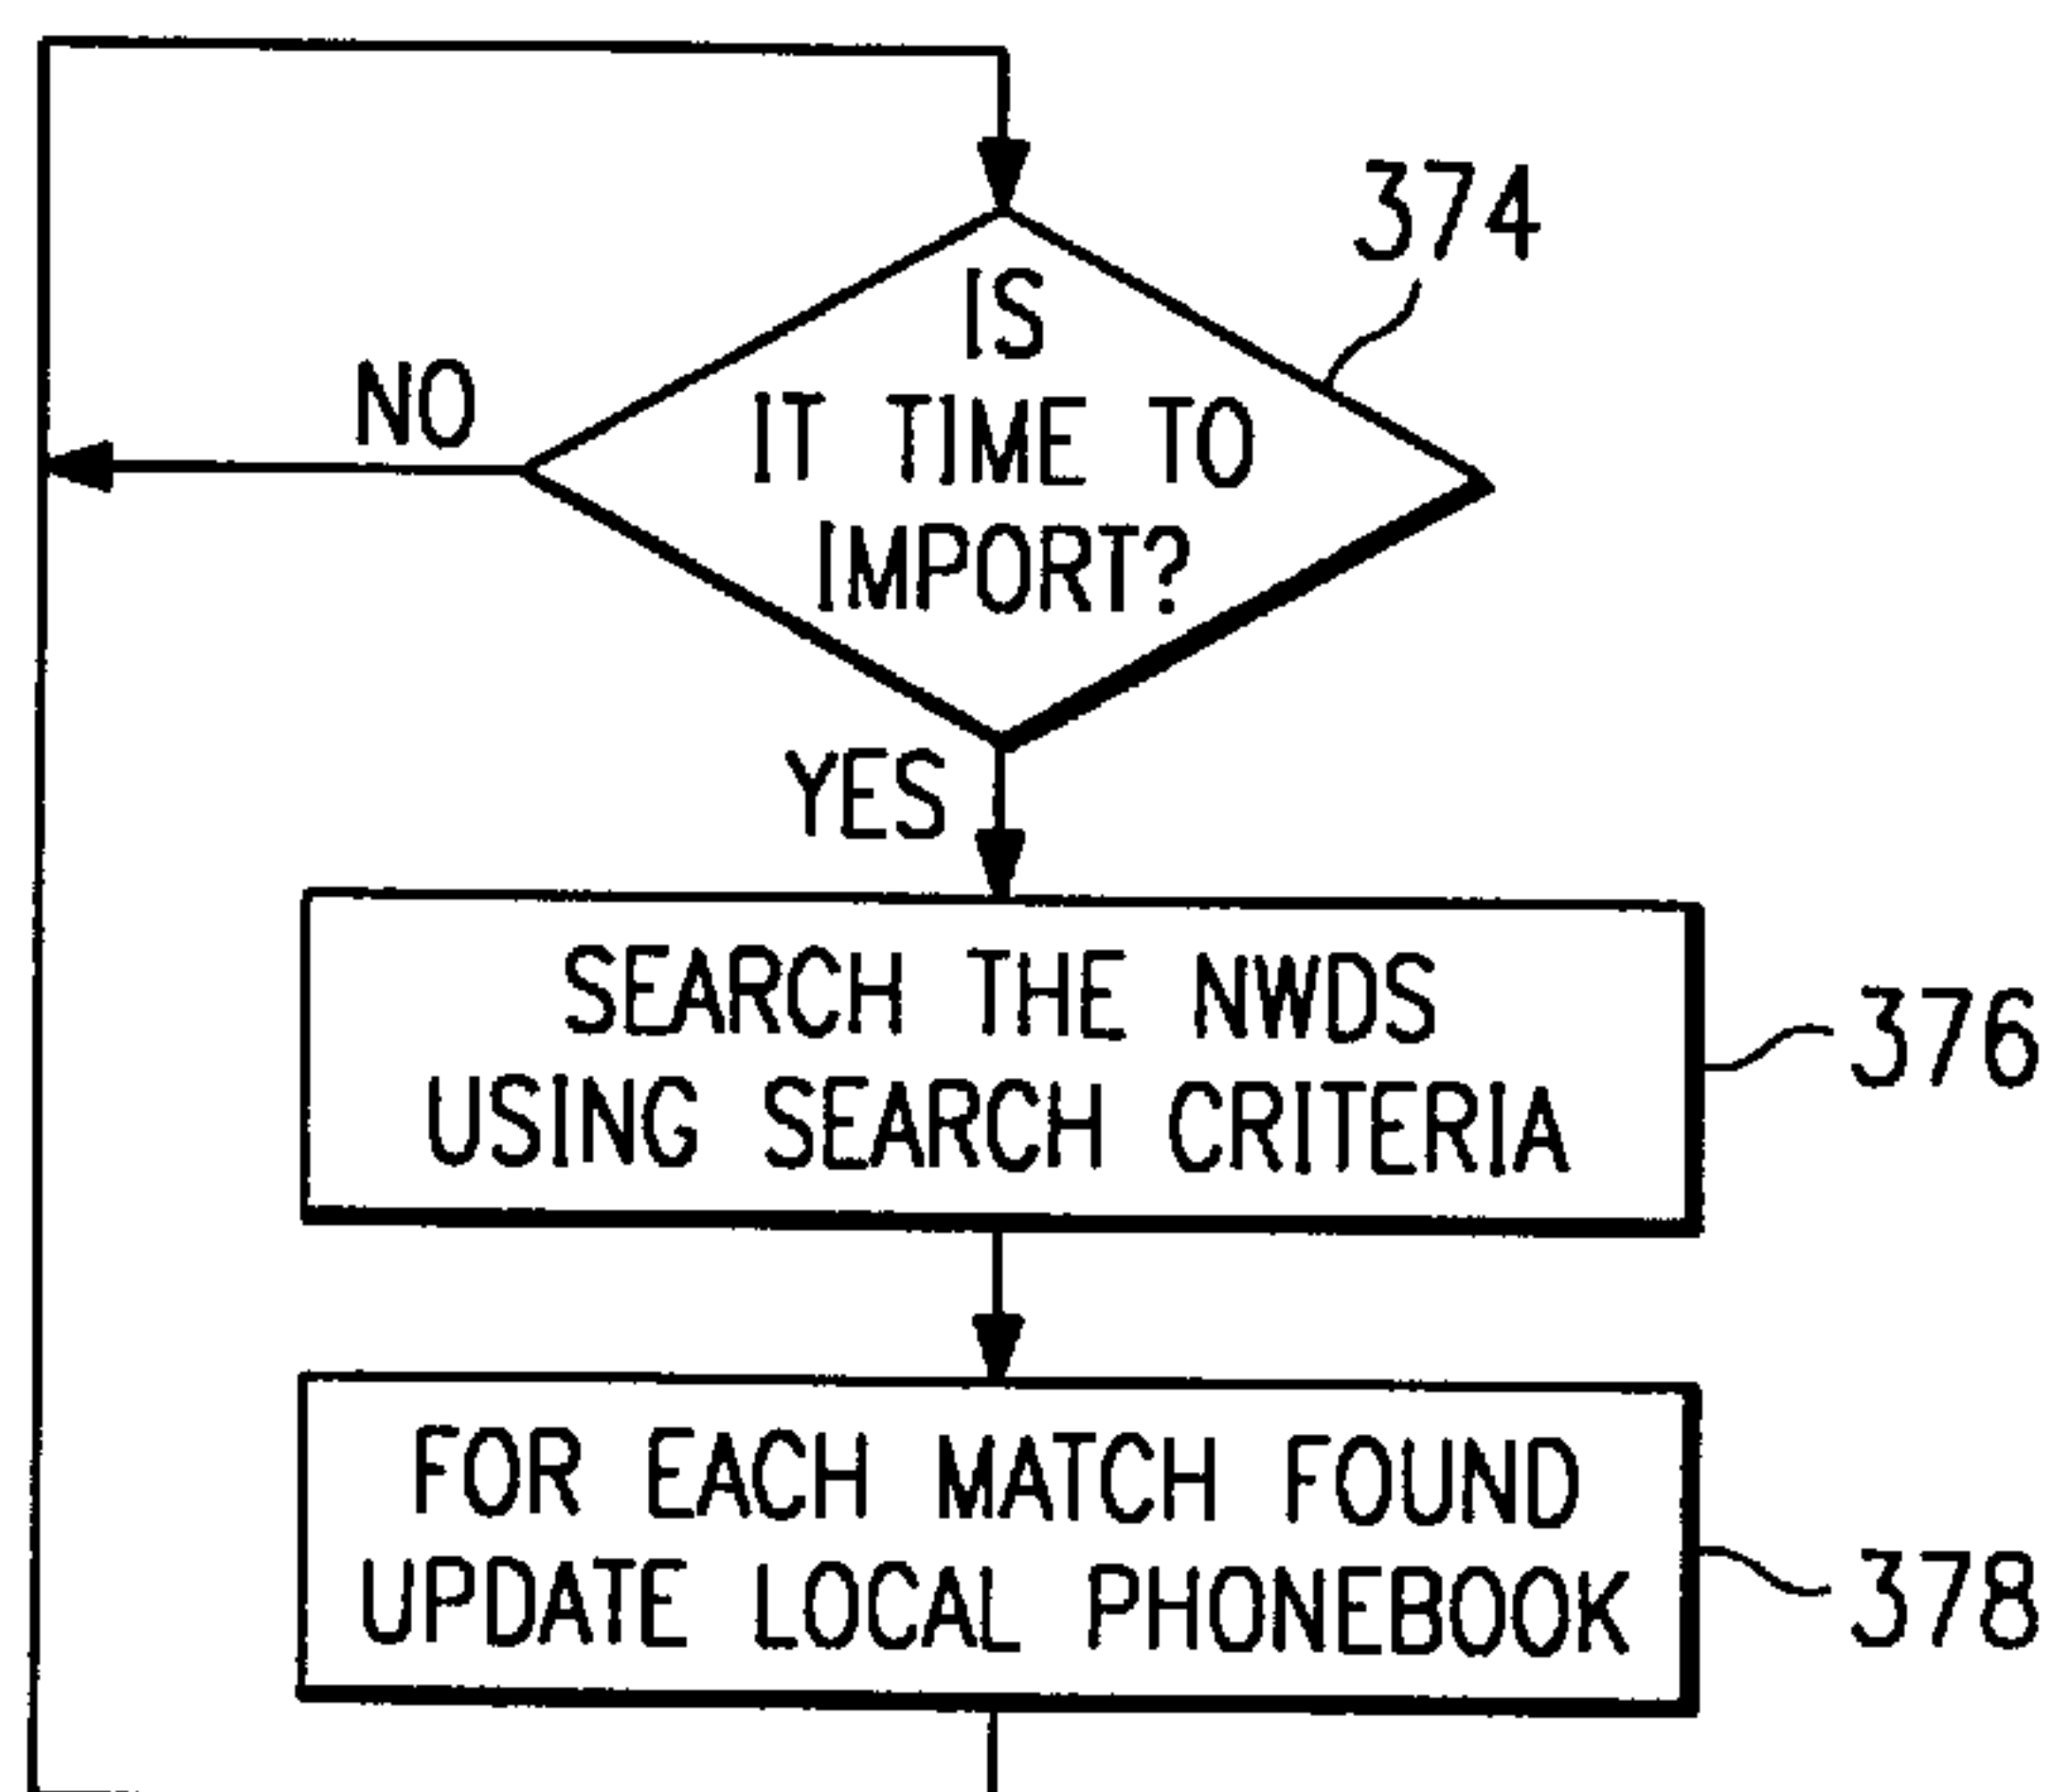 374
IS
IT TIME TO
IMPORT?
NO
YES
SEARCH THE NWDS
USING SEARCH CRITERIA
376
FOR EACH MATCH FOUND
UPDATE LOCAL PHONEBOOK
378